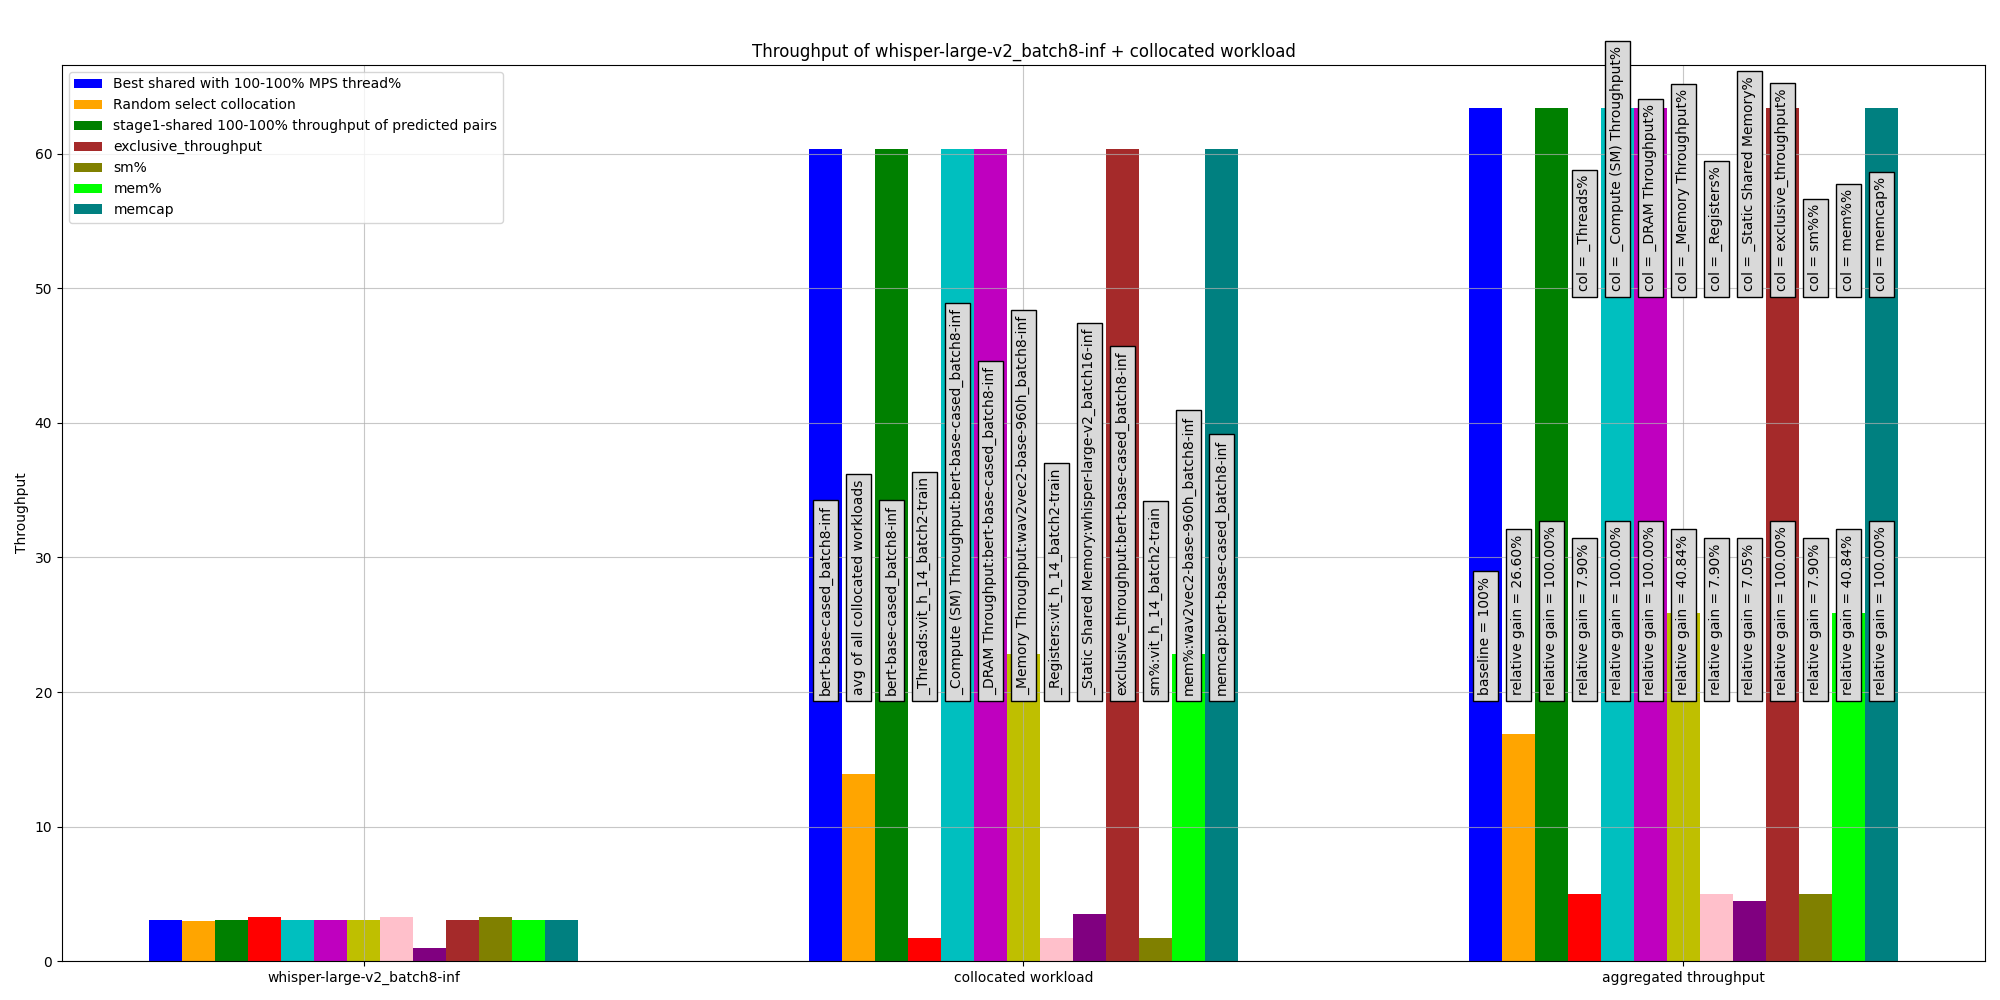 Throughput of whisper-large-v2_batch8-inf + collocated workload
Best shared with 100-100% MPS thread%
Random select collocation
stage1-shared 100-100% throughput of predicted pairs
exclusive_throughput
sm%
mem%
memcap
Throughput
60
50
40
30
20
10
0
bert-base-cased_batch8-inf
avg of all collocated workloads
bert-base-cased_batch8-inf
_Threads:vit_h_14_batch2-train
_Compute (SM) Throughput:bert-base-cased_batch8-inf
_DRAM Throughput:bert-base-cased_batch8-inf
_Memory Throughput:wav2vec2-base-960h_batch8-inf
_Registers:vit_h_14_batch2-train
_Static Shared Memory:whisper-large-v2_batch16-inf
exclusive_throughput:bert-base-cased_batch8-inf
sm%:vit_h_14_batch2-train
mem%:wav2vec2-base-960h_batch8-inf
memcap:bert-base-cased_batch8-inf
col = _Threads%
col = _Compute (SM) Throughput%
col = _DRAM Throughput%
col = _Memory Throughput%
col = _Registers%
col = _Static Shared Memory%
col = exclusive_throughput%
col = sm%%
col = mem%%
col = memcap%
baseline = 100%
relative gain = 26.60%
relative gain = 100.00%
relative gain = 7.90%
relative gain = 100.00%
relative gain = 100.00%
relative gain = 40.84%
relative gain = 7.90%
relative gain = 7.05%
relative gain = 100.00%
relative gain = 7.90%
relative gain = 40.84%
relative gain = 100.00%
whisper-large-v2_batch8-inf
collocated workload
aggregated throughput